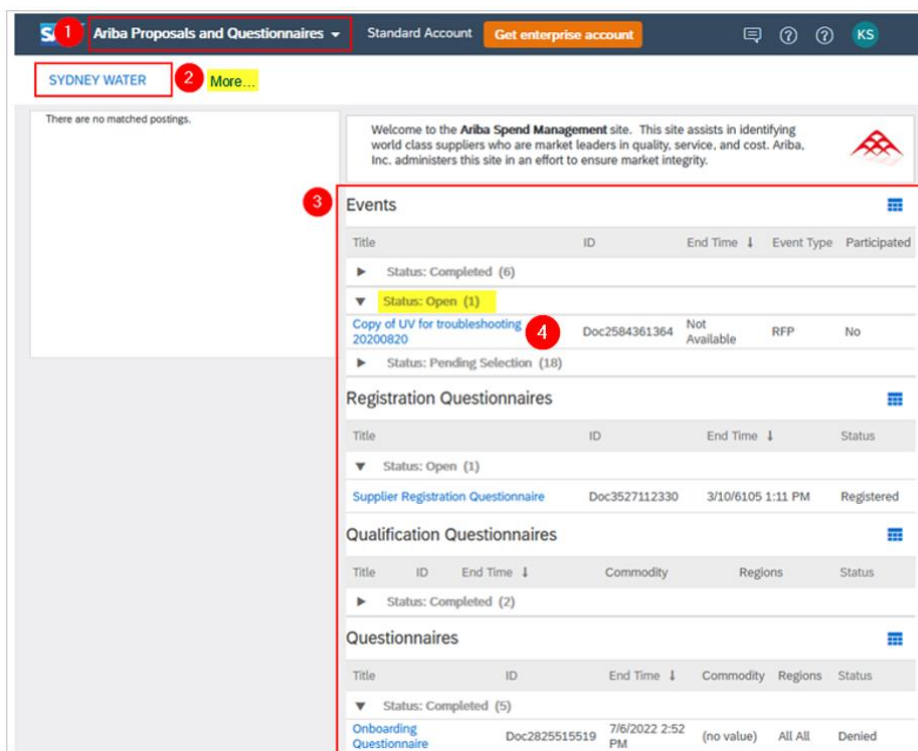 1 Ariba Proposals and Questionnaires Standard Account Get enterprise account KS
SYDNEY WATER 2 More...
There are no matched postings.
Welcome to the Ariba Spend Management site. This site assists in identifying
world class suppliers who are market leaders in quality, service, and cost. Ariba,
Inc. administers this site in an effort to ensure market integrity.
3 Events
Title ID End Time ↓ Event Type Participated
Status: Completed (6)
Status: Open (1)
Copy of UV for troubleshooting
20200820
4 Doc2584361364 Not
Available
RFP No
Status: Pending Selection (18)
Registration Questionnaires
Title ID End Time ↓ Status
Status: Open (1)
Supplier Registration Questionnaire Doc3527112330 3/10/6105 1:11 PM Registered
Qualification Questionnaires
Title ID End Time ↓ Commodity Regions Status
Status: Completed (2)
Questionnaires
Title ID End Time ↓ Commodity Regions Status
Status: Completed (5)
Onboarding
Questionnaire
Doc2825515519 7/6/2022 2:52
PM
(no value) All All Denied